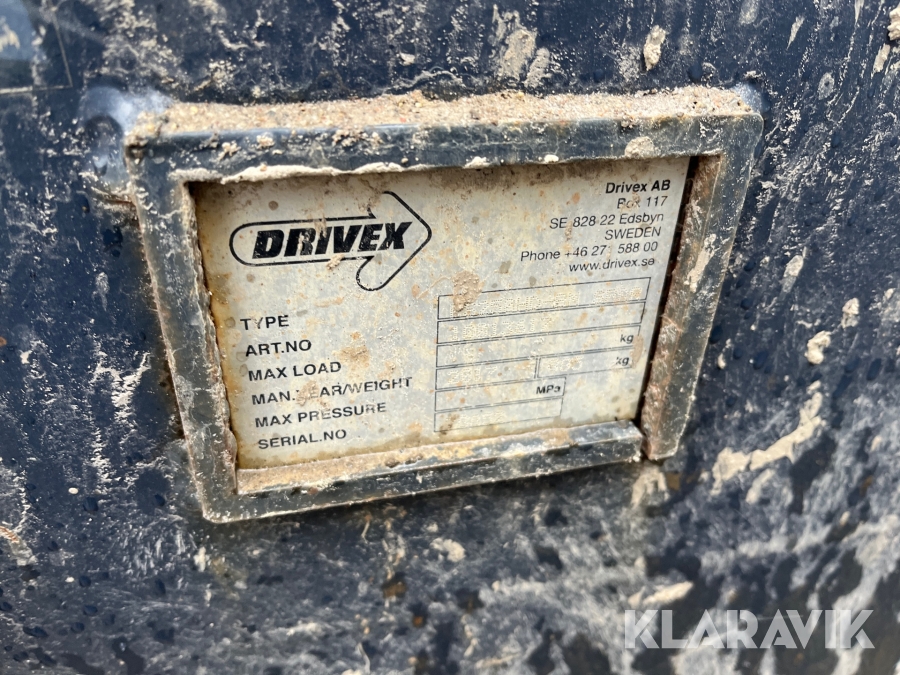 DRIVEX
Drivex AB
Box 117
SE 828 22 Edsbyn
SWEDEN
Phone +46 271 588 00
www.drivex.se
TYPE
ART.NO
MAX LOAD kg
MAN. YEAR/WEIGHT kg
MAX PRESSURE MPa
SERIAL.NO
KLARAVIK